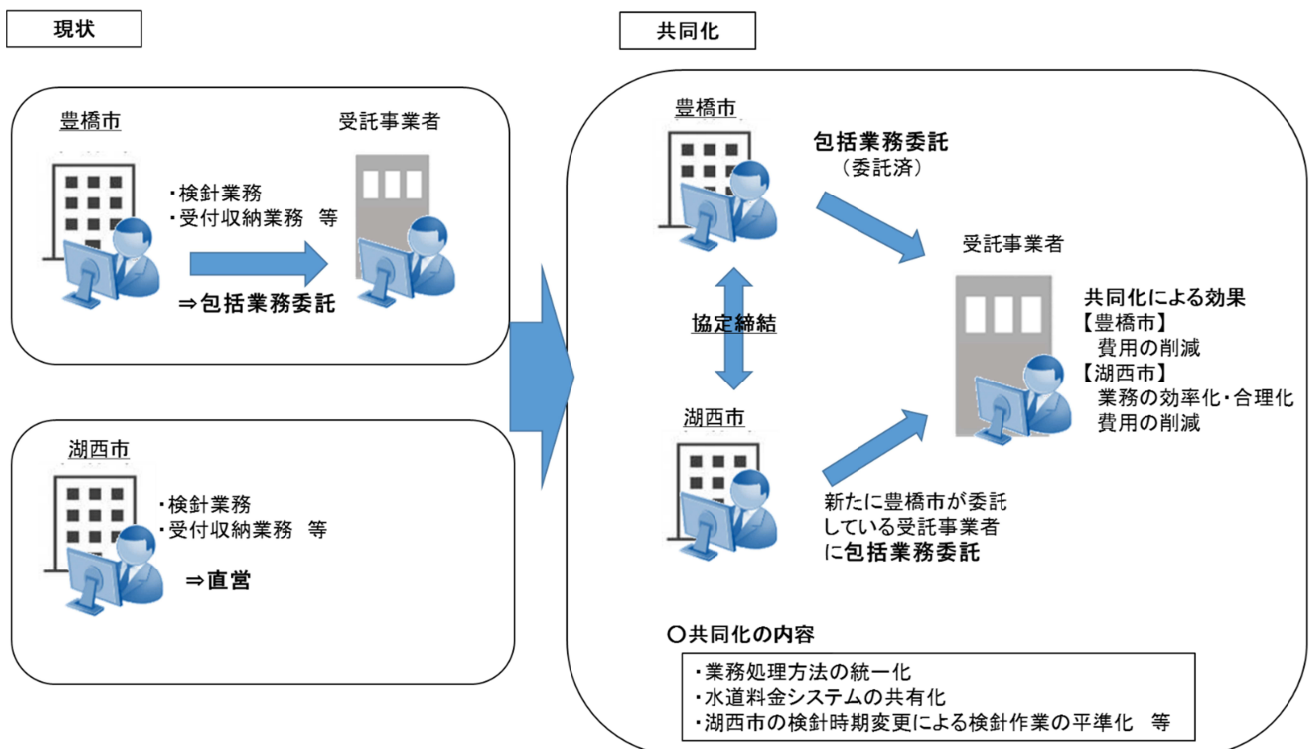 現状
豊橋市
受託事業者
・検針業務
・受付収納業務 等
⇒包括業務委託
湖西市
・検針業務
・受付収納業務 等
⇒直営
共同化
豊橋市
包括業務委託
（委託済）
協定締結
湖西市
新たに豊橋市が委託
している受託事業者
に包括業務委託
受託事業者
共同化による効果
【豊橋市】
費用の削減
【湖西市】
業務の効率化・合理化
費用の削減
〇共同化の内容
・業務処理方法の統一化
・水道料金システムの共有化
・湖西市の検針時期変更による検針作業の平準化 等